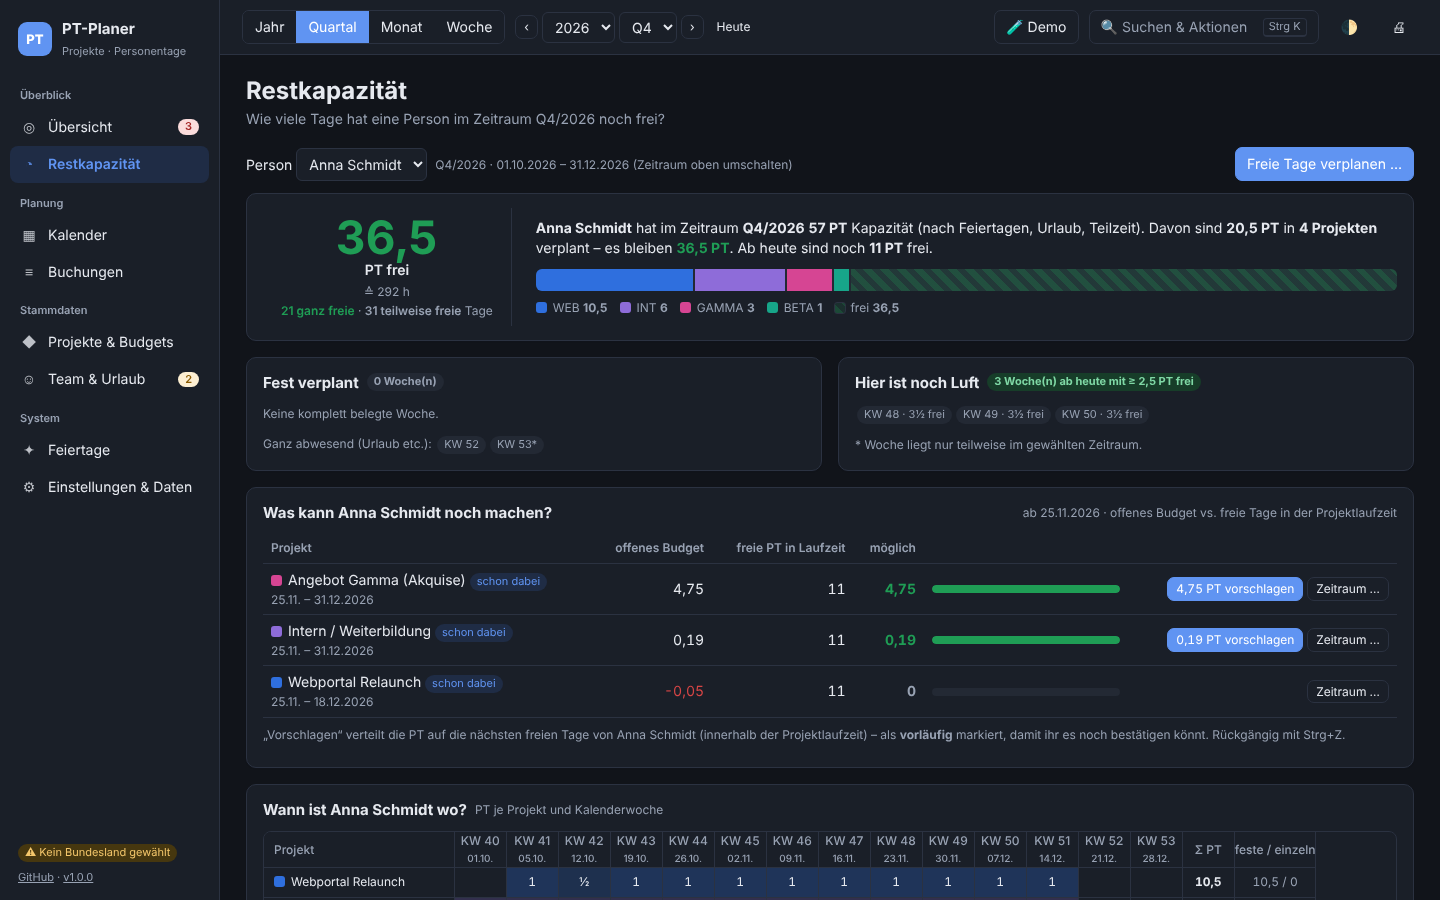 PT
PT-Planer
Projekte · Personentage
Überblick
Übersicht 3
Restkapazität
Planung
Kalender
Buchungen
Stammdaten
Projekte & Budgets
Team & Urlaub 2
System
Feiertage
Einstellungen & Daten
Kein Bundesland gewählt
GitHub · v1.0.0
Jahr Quartal Monat Woche ‹ 2026 Q4 › Heute Demo Suchen & Aktionen Strg K
Restkapazität
Wie viele Tage hat eine Person im Zeitraum Q4/2026 noch frei?
Person Anna Schmidt Q4/2026 · 01.10.2026 – 31.12.2026 (Zeitraum oben umschalten) Freie Tage verplanen ...
36,5
PT frei
≙ 292 h
21 ganz freie · 31 teilweise freie Tage
Anna Schmidt hat im Zeitraum Q4/2026 57 PT Kapazität (nach Feiertagen, Urlaub, Teilzeit). Davon sind 20,5 PT in 4 Projekten
verplant – es bleiben 36,5 PT. Ab heute sind noch 11 PT frei.
WEB 10,5 INT 6 GAMMA 3 BETA 1 frei 36,5
Fest verplant 0 Woche(n)
Keine komplett belegte Woche.
Ganz abwesend (Urlaub etc.): KW 52 KW 53*
Hier ist noch Luft 3 Woche(n) ab heute mit ≥ 2,5 PT frei
KW 48 · 3½ frei KW 49 · 3½ frei KW 50 · 3½ frei
* Woche liegt nur teilweise im gewählten Zeitraum.
Was kann Anna Schmidt noch machen? ab 25.11.2026 · offenes Budget vs. freie Tage in der Projektlaufzeit
Projekt offenes Budget freie PT in Laufzeit möglich
Angebot Gamma (Akquise) schon dabei 4,75 11 4,75 4,75 PT vorschlagen Zeitraum ...
25.11. – 31.12.2026
Intern / Weiterbildung schon dabei 0,19 11 0,19 0,19 PT vorschlagen Zeitraum ...
25.11. – 31.12.2026
Webportal Relaunch schon dabei -0,05 11 0 Zeitraum ...
25.11. – 18.12.2026
„Vorschlagen“ verteilt die PT auf die nächsten freien Tage von Anna Schmidt (innerhalb der Projektlaufzeit) – als vorläufig markiert, damit ihr es noch bestätigen könnt. Rückgängig mit Strg+Z.
Wann ist Anna Schmidt wo? PT je Projekt und Kalenderwoche
Projekt KW 40 KW 41 KW 42 KW 43 KW 44 KW 45 KW 46 KW 47 KW 48 KW 49 KW 50 KW 51 KW 52 KW 53 Σ PT feste / einzeln
01.10. 05.10. 12.10. 19.10. 26.10. 02.11. 09.11. 16.11. 23.11. 30.11. 07.12. 14.12. 21.12. 28.12.
Webportal Relaunch 1 ½ 1 1 1 1 1 1 1 1 1 10,5 10,5 / 0